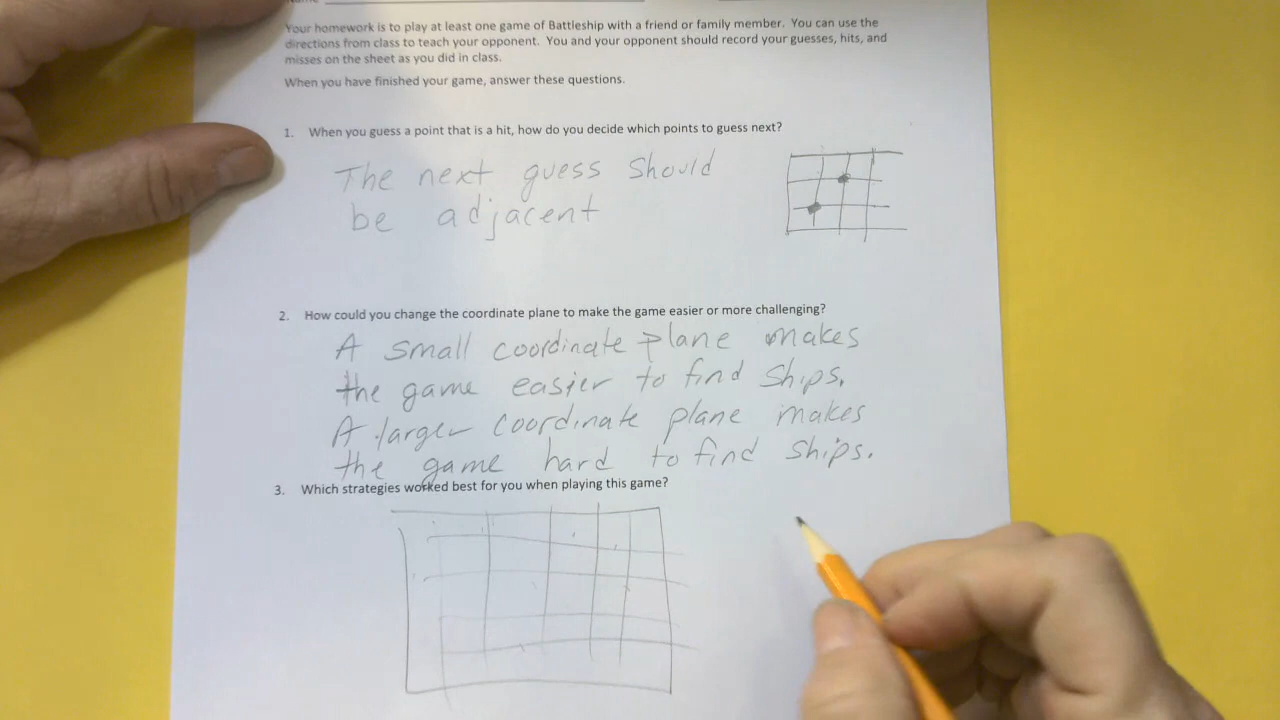 Your homework is to play at least one game of Battleship with a friend or family member. You can use the
directions from class to teach your opponent. You and your opponent should record your guesses, hits, and
misses on the sheet as you did in class.
When you have finished your game, answer these questions.
1. When you guess a point that is a hit, how do you decide which points to guess next?
The next guess should
be adjacent
2. How could you change the coordinate plane to make the game easier or more challenging?
A small coordinate plane makes
the game easier to find ships.
A larger coordinate plane makes
the game hard to find ships.
3. Which strategies worked best for you when playing this game?